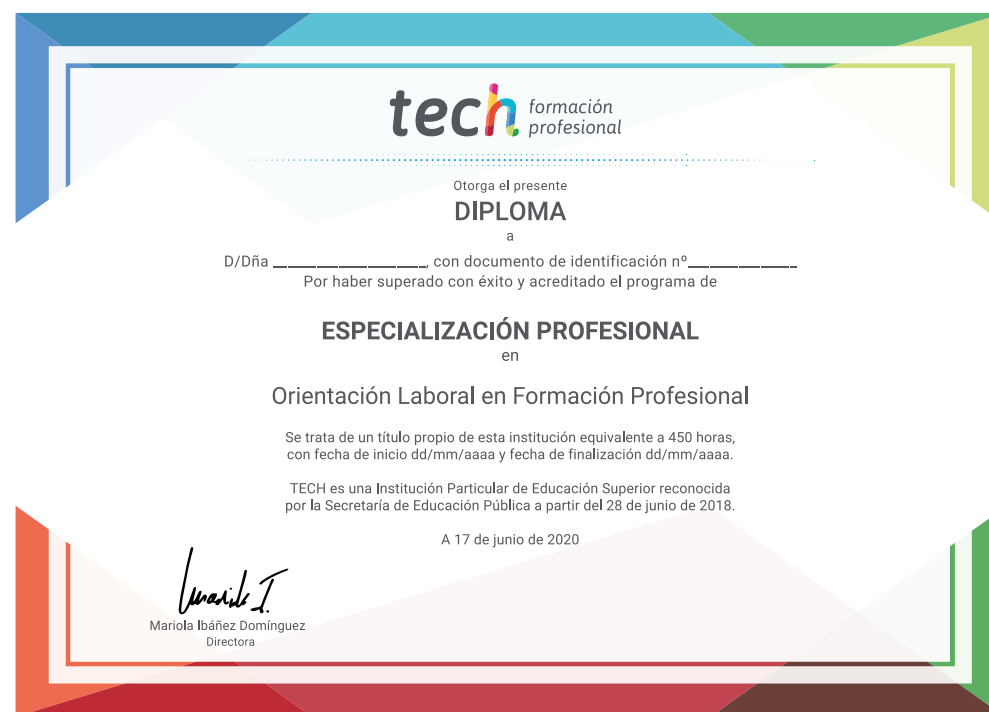 tech formación
profesional
Otorga el presente
DIPLOMA
a
D/Dña ____________________, con documento de identificación nº______________
Por haber superado con éxito y acreditado el programa de
ESPECIALIZACIÓN PROFESIONAL
en
Orientación Laboral en Formación Profesional
Se trata de un título propio de esta institución equivalente a 450 horas,
con fecha de inicio dd/mm/aaaa y fecha de finalización dd/mm/aaaa.
TECH es una Institución Particular de Educación Superior reconocida
por la Secretaría de Educación Pública a partir del 28 de junio de 2018.
A 17 de junio de 2020
Mariola Ibáñez Domínguez
Directora